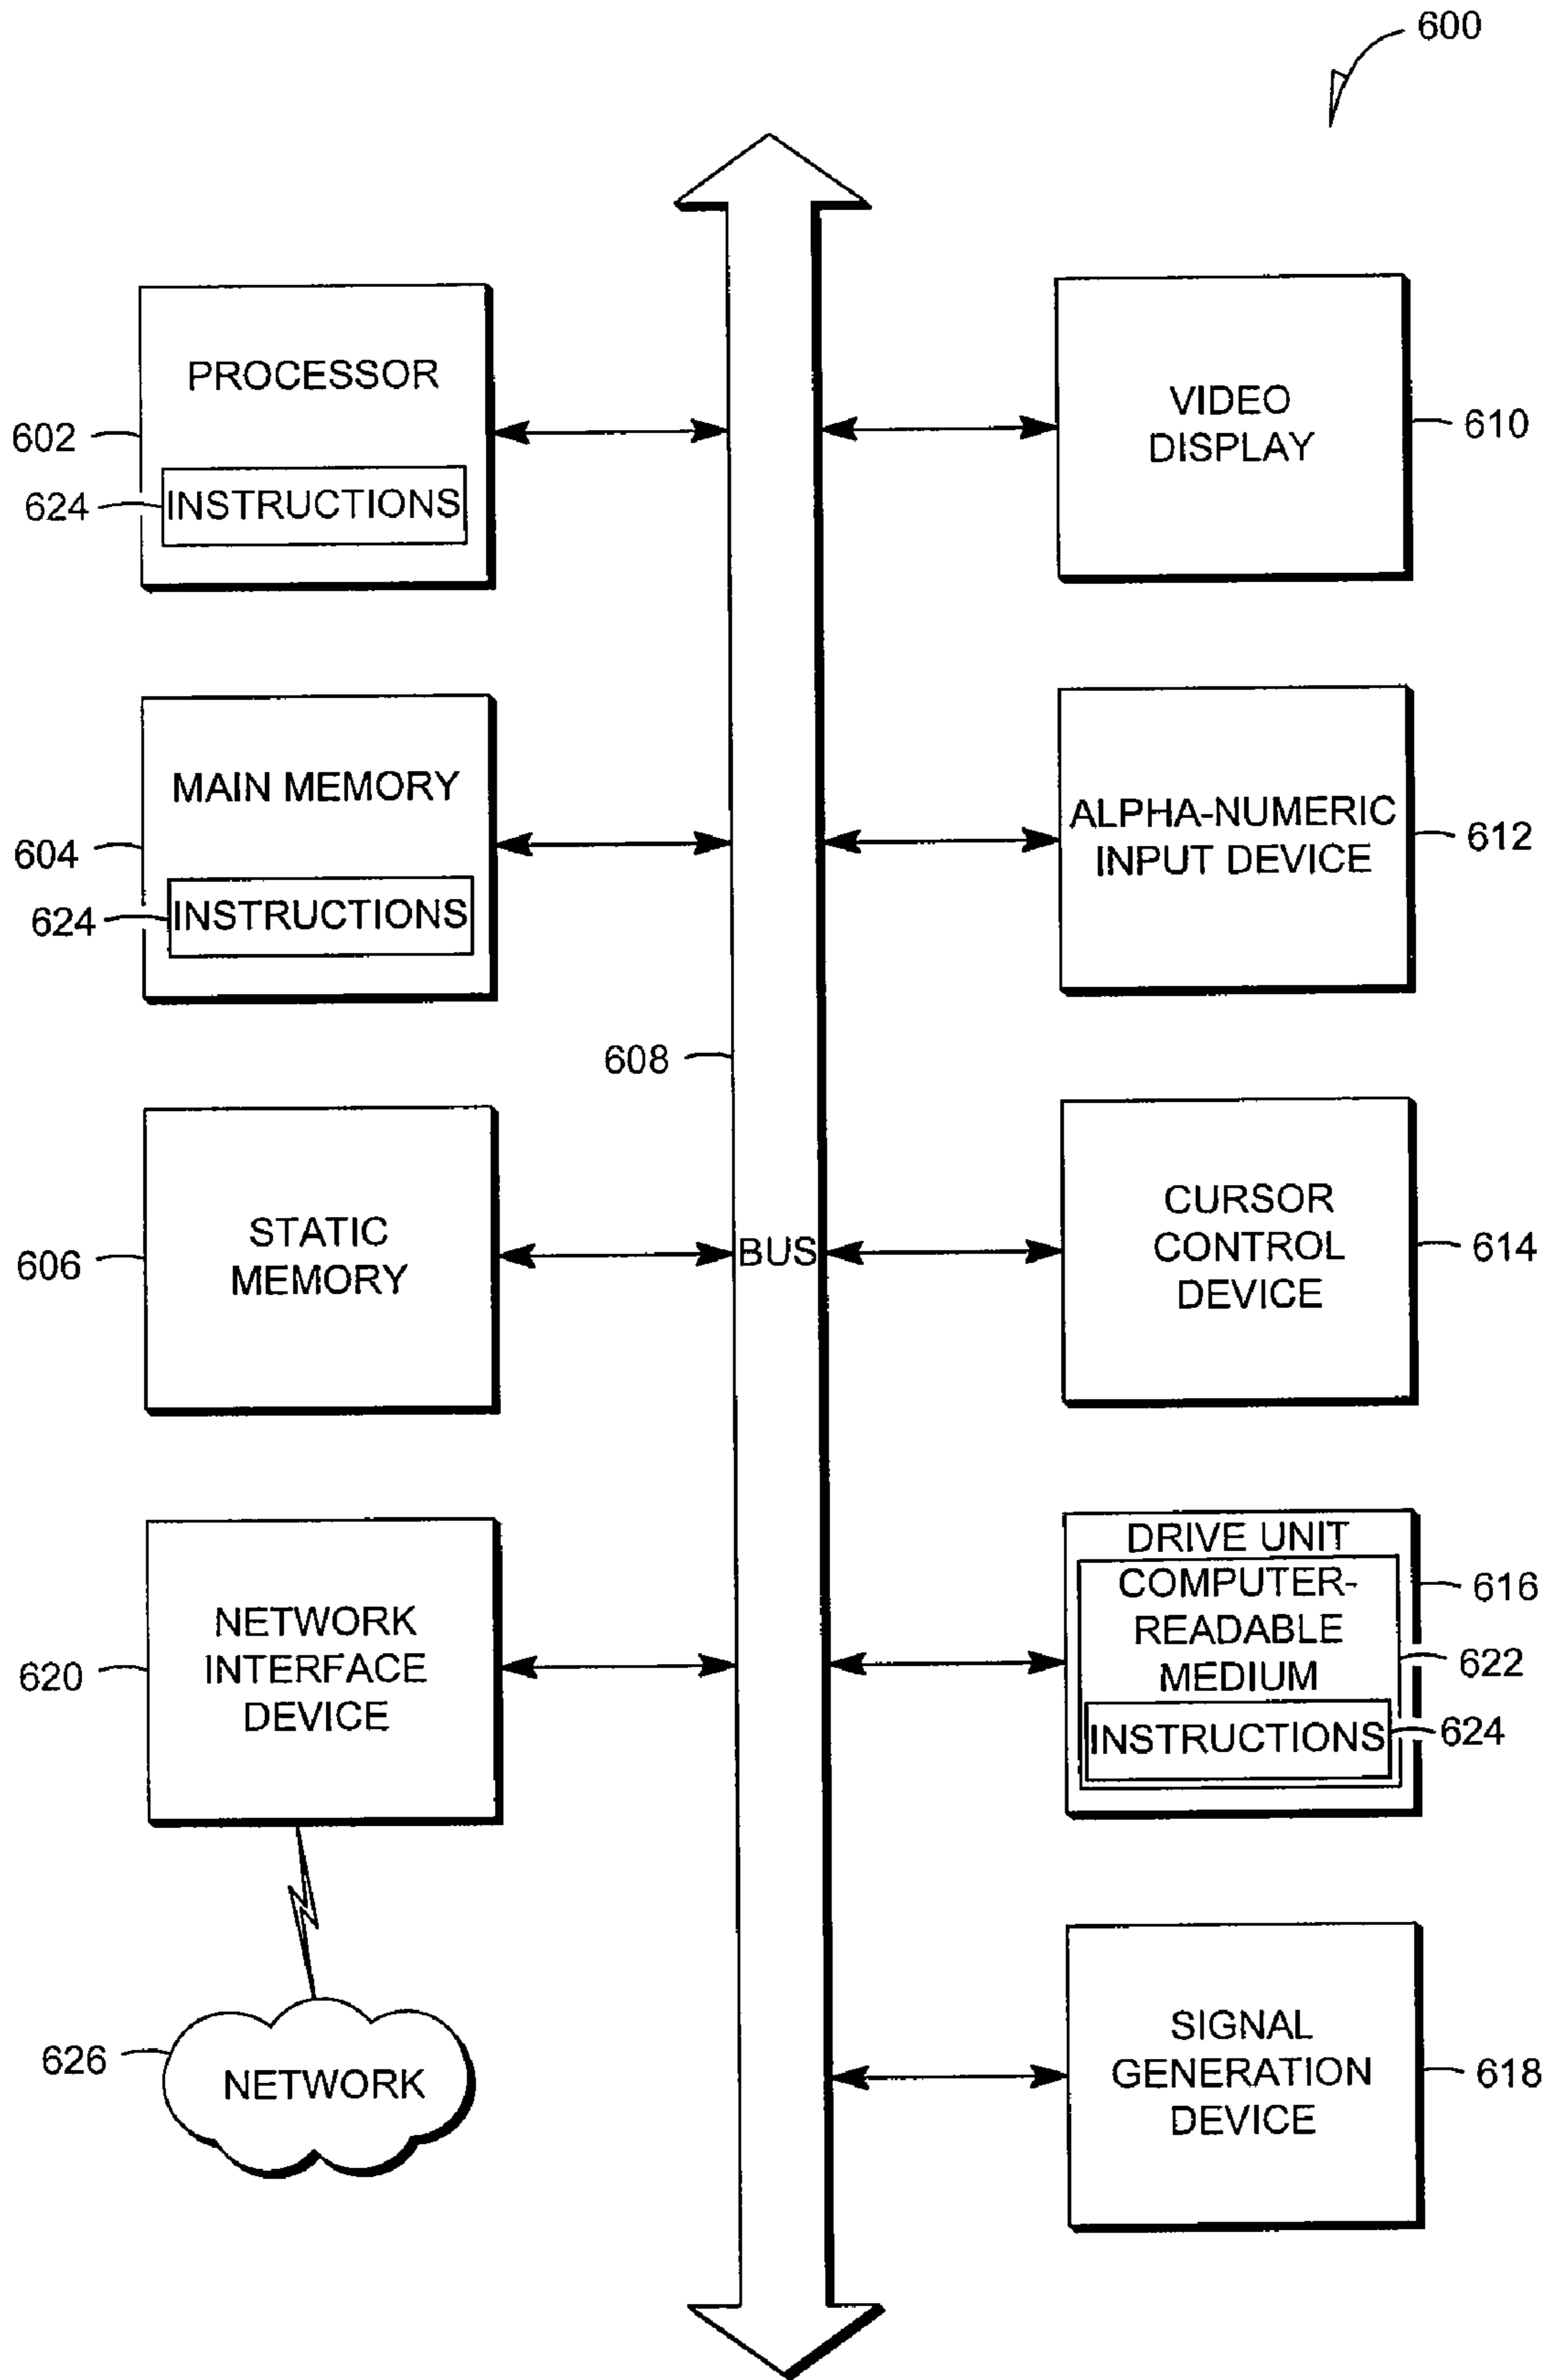 600
PROCESSOR
602
624
INSTRUCTIONS
MAIN MEMORY
604
624
INSTRUCTIONS
608
STATIC
MEMORY
606
BUS
NETWORK
INTERFACE
DEVICE
620
626
NETWORK
VIDEO
DISPLAY
610
ALPHA-NUMERIC
INPUT DEVICE
612
CURSOR
CONTROL
DEVICE
614
DRIVE UNIT
COMPUTER-
READABLE
MEDIUM
616
622
INSTRUCTIONS
624
SIGNAL
GENERATION
DEVICE
618